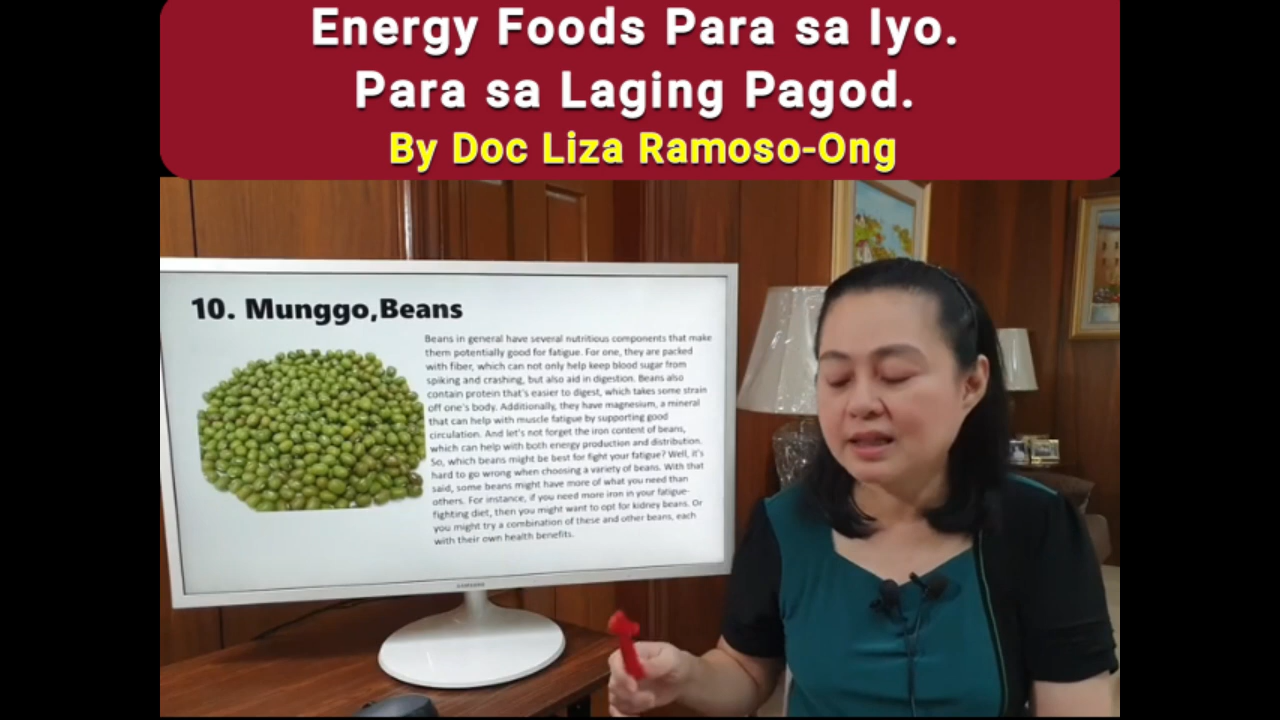 Energy Foods Para sa Iyo.
Para sa Laging Pagod.
By Doc Liza Ramoso-Ong
10. Munggo,Beans
Beans in general have several nutritious components that make
them potentially good for fatigue. For one, they are packed
with fiber, which can not only help keep blood sugar from
spiking and crashing, but also aid in digestion. Beans also
contain protein that's easier to digest, which takes some strain
off one's body. Additionally, they have magnesium, a mineral
that can help with muscle fatigue by supporting good
circulation. And let's not forget the iron content of beans,
which can help with both energy production and distribution.
So, which beans might be best for fight your fatigue? Well, it's
hard to go wrong when choosing a variety of beans. With that
said, some beans might have more of what you need than
others. For instance, if you need more iron in your fatigue-
fighting diet, then you might want to opt for kidney beans. Or
you might try a combination of these and other beans, each
with their own health benefits.
SAMSUNG